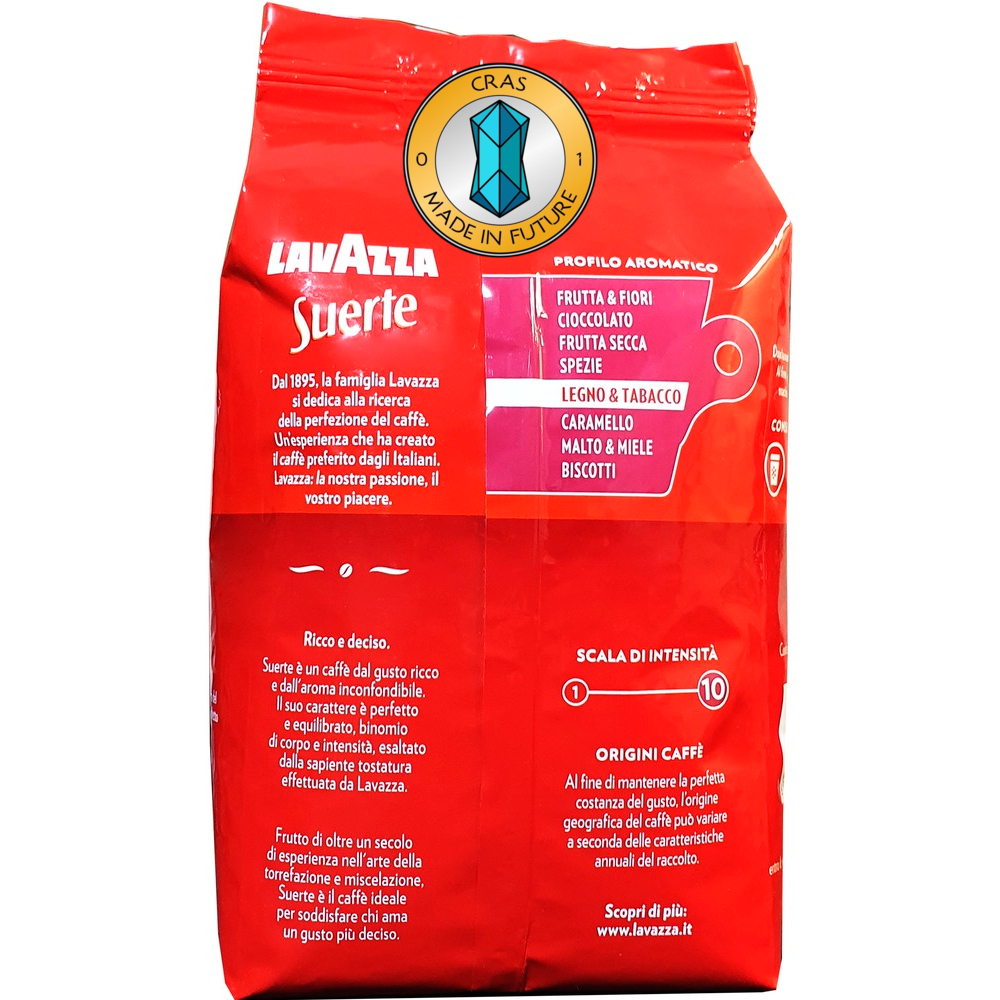 CRAS
0 1
MADE IN FUTURE
LAVAZZA
Suerte
Dal 1895, la famiglia Lavazza
si dedica alla ricerca
della perfezione del caffè.
Un'esperienza che ha creato
il caffè preferito dagli Italiani.
Lavazza: la nostra passione, il
vostro piacere.
PROFILO AROMATICO
FRUTTA & FIORI
CIOCCOLATO
FRUTTA SECCA
SPEZIE
LEGNO & TABACCO
CARAMELLO
MALTO & MIELE
BISCOTTI
Ricco e deciso.
Suerte è un caffè dal gusto ricco
e dall'aroma inconfondibile.
Il suo carattere è perfetto
e equilibrato, binomio
di corpo e intensità, esaltato
dalla sapiente tostatura
effettuata da Lavazza.
Frutto di oltre un secolo
di esperienza nell'arte della
torrefazione e miscelazione,
Suerte è il caffè ideale
per soddisfare chi ama
un gusto più deciso.
SCALA DI INTENSITÀ
1 10
ORIGINI CAFFÈ
Al fine di mantenere la perfetta
costanza del gusto, l'origine
geografica del caffè può variare
a seconda delle caratteristiche
annuali del raccolto.
Scopri di più:
www.lavazza.it